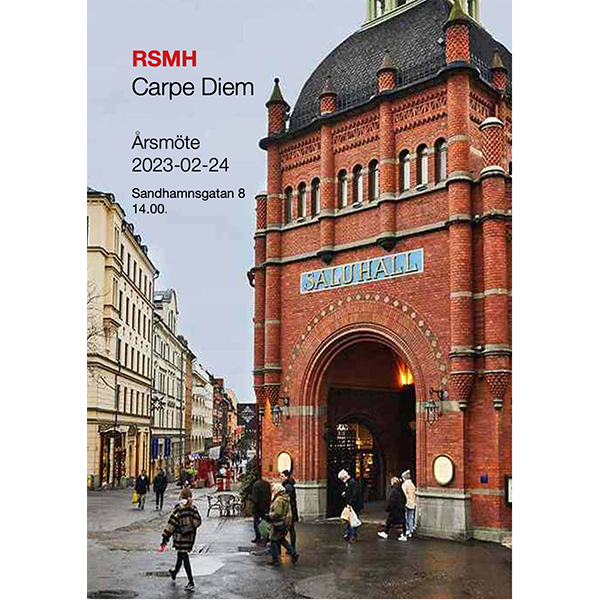 RSMH
Carpe Diem
Årsmöte
2023-02-24
Sandhamnsgatan 8
14.00.
SALUHALL